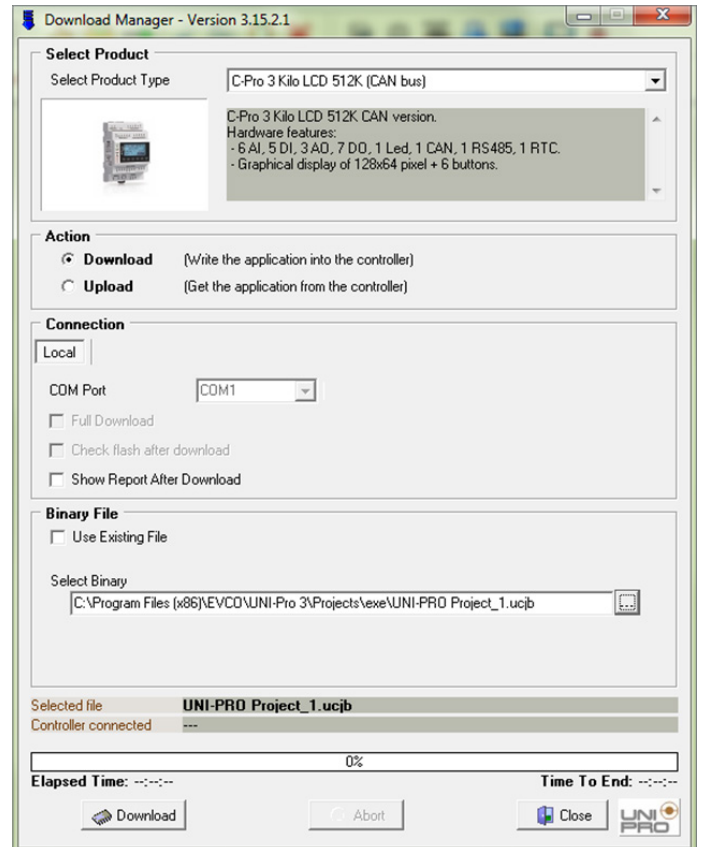 Download Manager - Version 3.15.2.1
Select Product
Select Product Type
C-Pro 3 Kilo LCD 512K (CAN bus)
C-Pro 3 Kilo LCD 512K CAN version.
Hardware features:
- 6 AI, 5 DI, 3 AO, 7 DO, 1 Led, 1 CAN, 1 RS485, 1 RTC.
- Graphical display of 128x64 pixel + 6 buttons.
Action
Download (Write the application into the controller)
Upload (Get the application from the controller)
Connection
Local
COM Port COM1
Full Download
Check flash after download
Show Report After Download
Binary File
Use Existing File
Select Binary
C:\Program Files (x86)\EVCO\UNI-Pro 3\Projects\exe\UNI-PRO Project_1.ucjb ...
Selected file UNI-PRO Project_1.ucjb
Controller connected ---
0%
Elapsed Time: --:--:-- Time To End: --:--:--
Download Abort Close UNI PRO